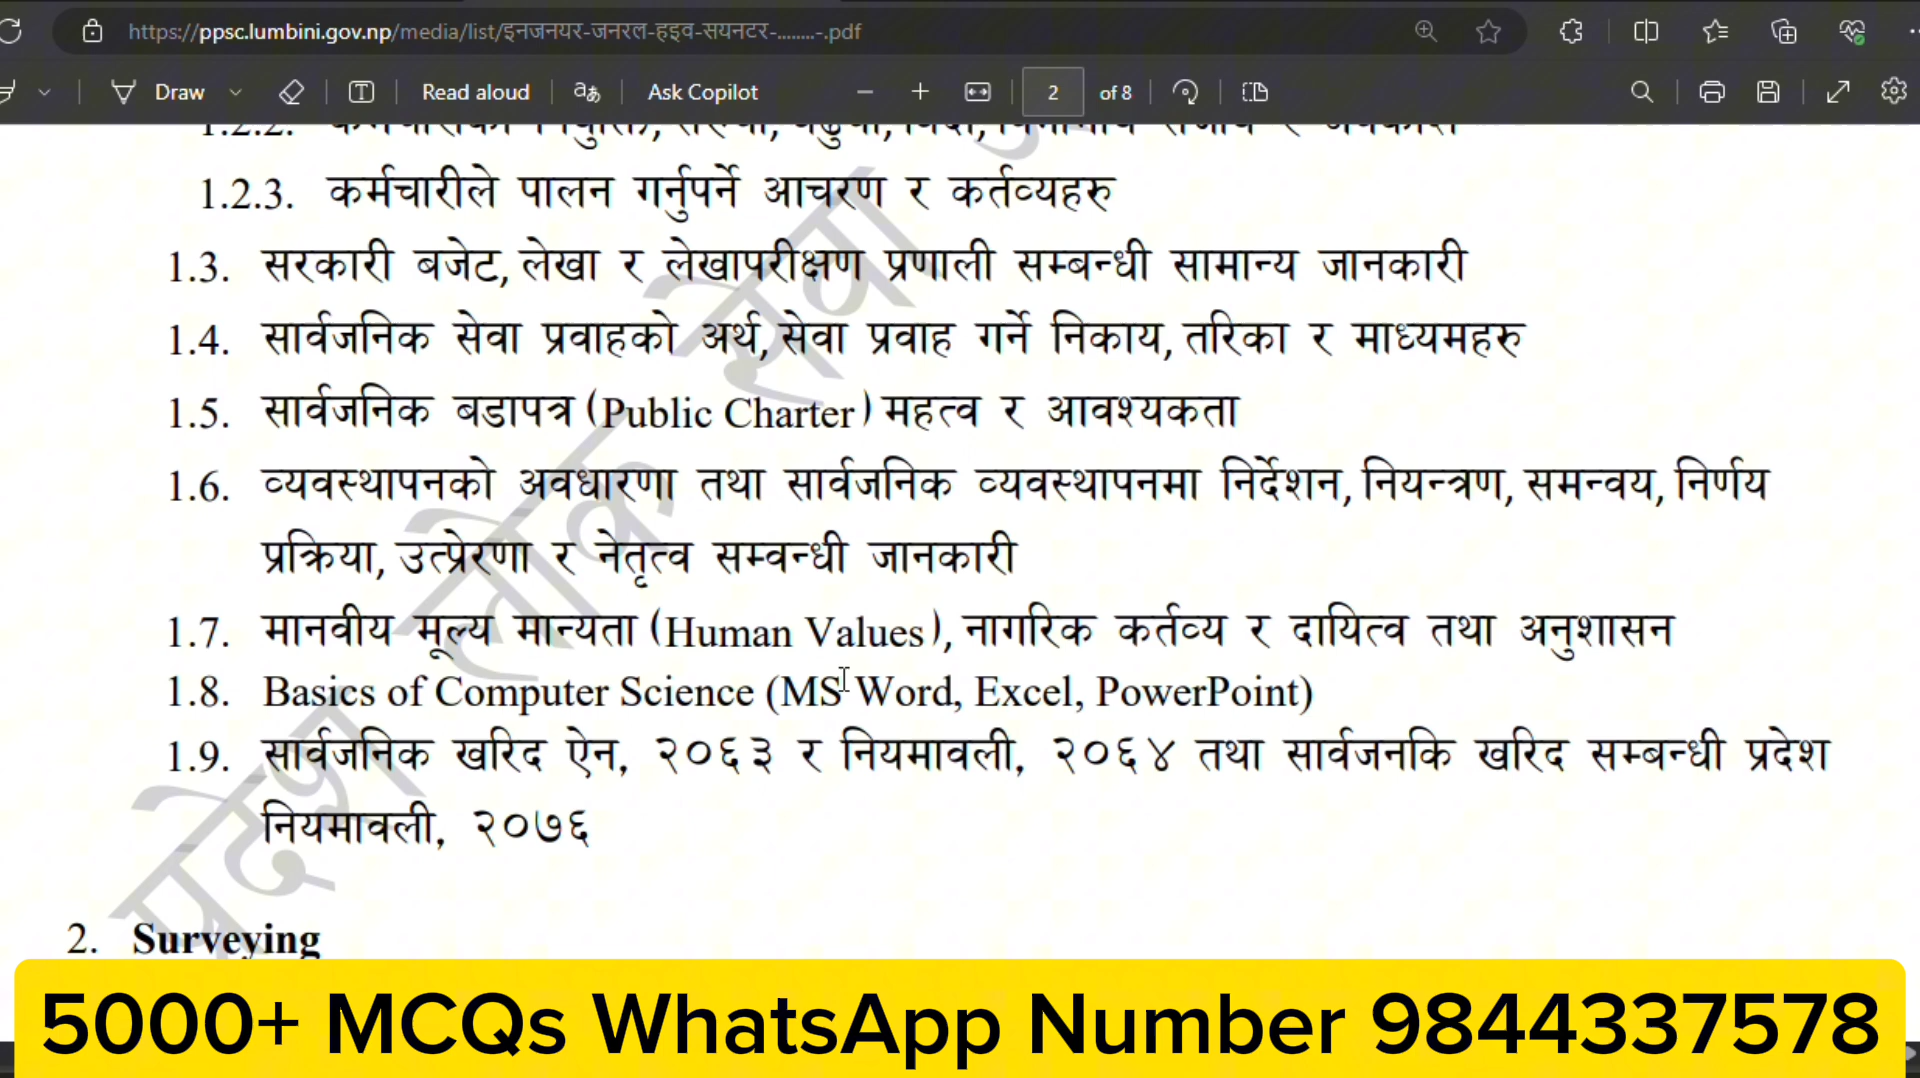 https://ppsc.lumbini.gov.np/media/list/इनजनयर-जनरल-हइव-सयनटर-........-.pdf
Draw Read aloud aあ Ask Copilot 2 of 8
1.2.3. कर्मचारीले पालन गर्नुपर्ने आचरण र कर्तव्यहरु
1.3. सरकारी बजेट, लेखा र लेखापरीक्षण प्रणाली सम्बन्धी सामान्य जानकारी
1.4. सार्वजनिक सेवा प्रवाहको अर्थ, सेवा प्रवाह गर्ने निकाय, तरिका र माध्यमहरु
1.5. सार्वजनिक बडापत्र (Public Charter) महत्व र आवश्यकता
1.6. व्यवस्थापनको अवधारणा तथा सार्वजनिक व्यवस्थापनमा निर्देशन, नियन्त्रण, समन्वय, निर्णय
प्रक्रिया, उत्प्रेरणा र नेतृत्व सम्वन्धी जानकारी
1.7. मानवीय मूल्य मान्यता (Human Values), नागरिक कर्तव्य र दायित्व तथा अनुशासन
1.8. Basics of Computer Science (MS Word, Excel, PowerPoint)
1.9. सार्वजनिक खरिद ऐन, २०६३ र नियमावली, २०६४ तथा सार्वजनकि खरिद सम्बन्धी प्रदेश
नियमावली, २०७६
प्रदेश लोक सेवा
2. Surveying
5000+ MCQs WhatsApp Number 9844337578